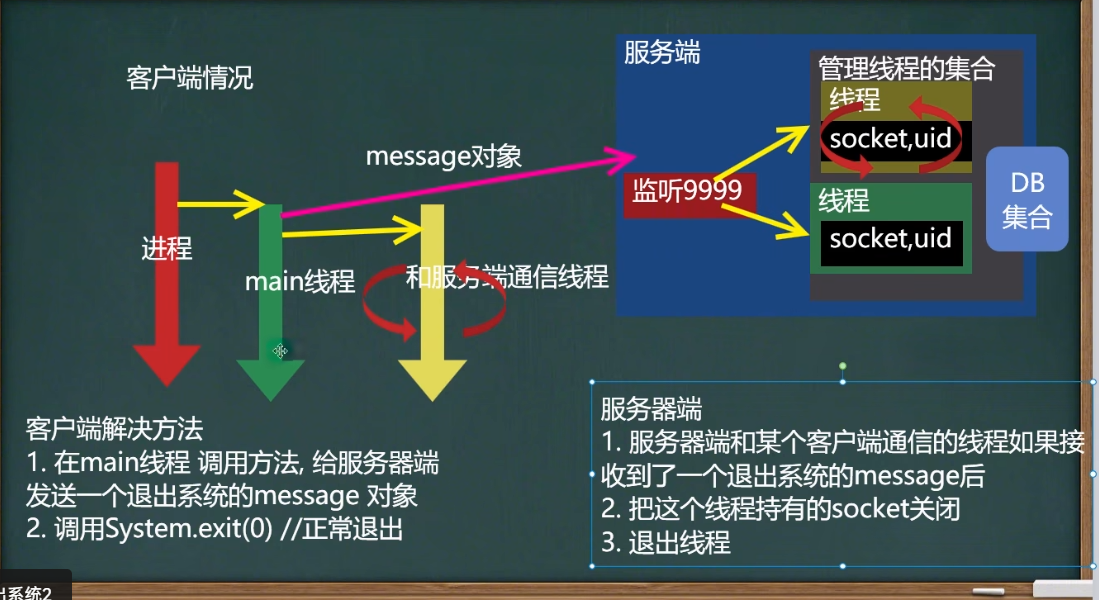 客户端情况
服务端
管理线程的集合
线程
socket,uid
message对象
监听9999
线程
socket,uid
DB
集合
进程
main线程
和服务端通信线程
客户端解决方法
1. 在main线程 调用方法, 给服务器端
发送一个退出系统的message 对象
2. 调用System.exit(0) //正常退出
服务器端
1. 服务器端和某个客户端通信的线程如果接
收到了一个退出系统的message后
2. 把这个线程持有的socket关闭
3. 退出线程
系统2